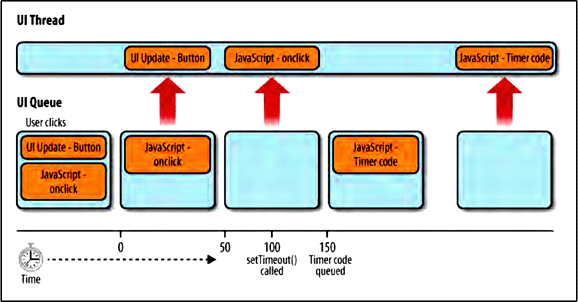 UI Thread
UI Update - Button
JavaScript - onclick
JavaScript - Timer code
UI Queue
User clicks
UI Update - Button
JavaScript -
onclick
JavaScript -
onclick
JavaScript -
Timer code
0
50
100
150
setTimeout()
called
Timer code
queued
Time